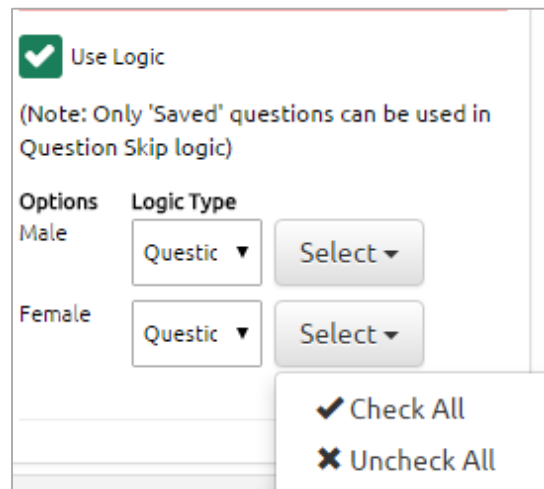 Use Logic
(Note: Only 'Saved' questions can be used in
Question Skip logic)
Options Logic Type
Male Questic Select
Female Questic Select
Check All
Uncheck All